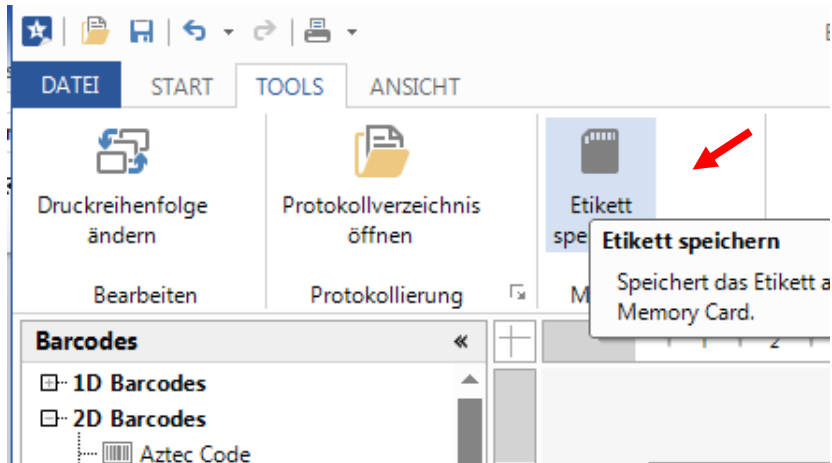 DATEI START TOOLS ANSICHT
Druckreihenfolge
ändern
Protokollverzeichnis
öffnen
Etikett
Bearbeiten
Protokollierung
Etikett speichern
Speichert das Etikett
Memory Card.
Barcodes
1D Barcodes
2D Barcodes
Aztec Code
2